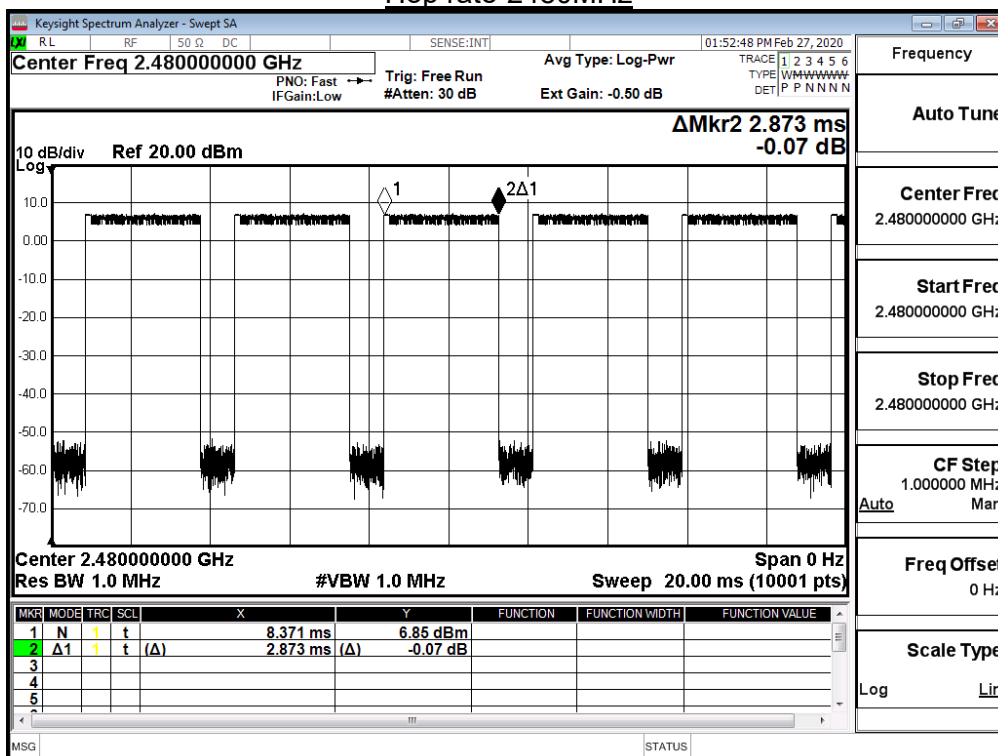 Hop rate 2480MHz
Keysight Spectrum Analyzer - Swept SA
LXI RL RF 50 Ω DC SENSE:INT 01:52:48 PM Feb 27, 2020
Center Freq 2.480000000 GHz Avg Type: Log-Pwr TRACE 1 2 3 4 5 6
PNO: Fast Trig: Free Run TYPE WMWWWW
IFGain:Low #Atten: 30 dB Ext Gain: -0.50 dB DET P P N N N N
ΔMkr2 2.873 ms
10 dB/div Ref 20.00 dBm -0.07 dB
Log
1
2Δ1
10.0
0.00
-10.0
-20.0
-30.0
-40.0
-50.0
-60.0
-70.0
Center 2.480000000 GHz Span 0 Hz
Res BW 1.0 MHz #VBW 1.0 MHz Sweep 20.00 ms (10001 pts)
MKR MODE TRC SCL X Y FUNCTION FUNCTION WIDTH FUNCTION VALUE
1 N 1 t 8.371 ms 6.85 dBm
2 Δ1 1 t (Δ) 2.873 ms (Δ) -0.07 dB
3
4
5
MSG STATUS
Frequency
Auto Tune
Center Freq
2.480000000 GHz
Start Freq
2.480000000 GHz
Stop Freq
2.480000000 GHz
CF Step
1.000000 MHz
Auto Man
Freq Offset
0 Hz
Scale Type
Log Lin